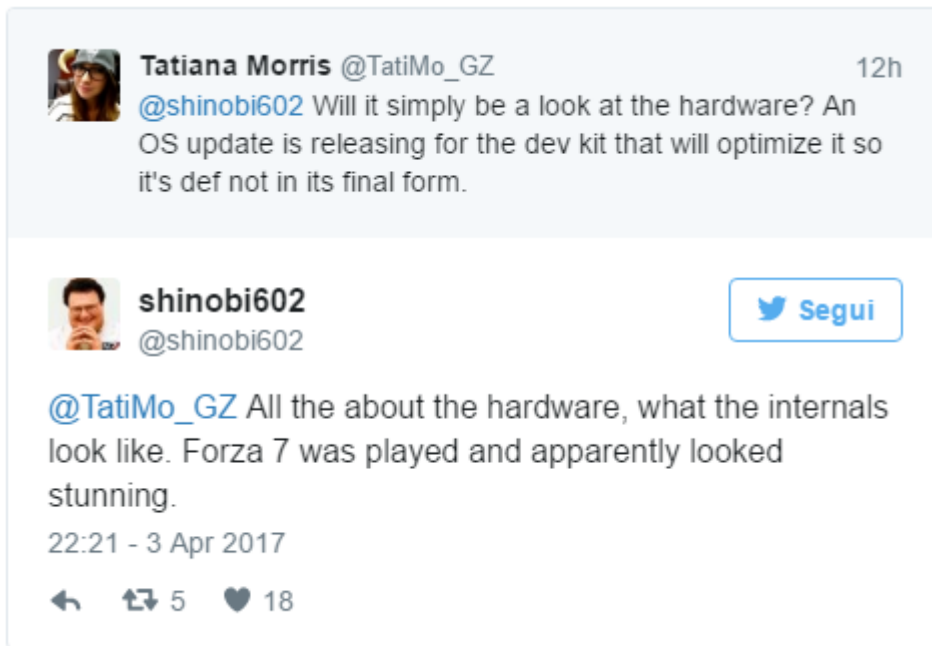 Tatiana Morris @TatiMo_GZ 12h
@shinobi602 Will it simply be a look at the hardware? An
OS update is releasing for the dev kit that will optimize it so
it's def not in its final form.
shinobi602
@shinobi602
Segui
@TatiMo_GZ All the about the hardware, what the internals
look like. Forza 7 was played and apparently looked
stunning.
22:21 - 3 Apr 2017
5 18